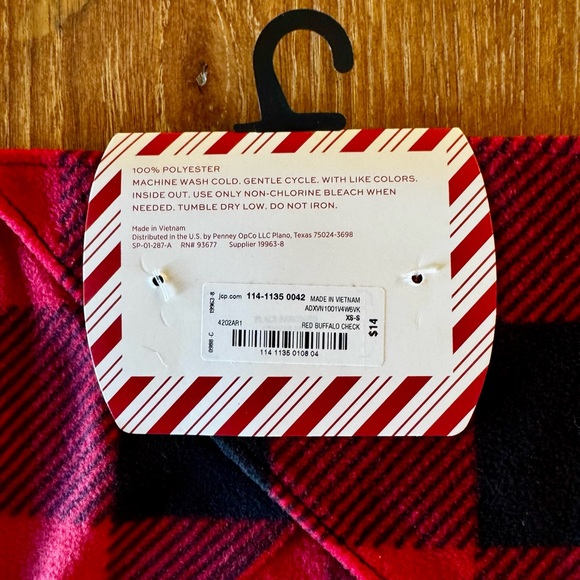 100% POLYESTER
MACHINE WASH COLD. GENTLE CYCLE. WITH LIKE COLORS.
INSIDE OUT. USE ONLY NON-CHLORINE BLEACH WHEN
NEEDED. TUMBLE DRY LOW. DO NOT IRON.
Made in Vietnam
Distributed in the U.S. by Penney OpCo LLC Plano, Texas 75024-3698
SP-01-287-A RN# 93677 Supplier 19963-8
19963-8
0900 C
jcp.com 114-1135 0042 MADE IN VIETNAM
ADXVN1001V4W6VK
XS-S
4202AR1 RED BUFFALO CHECK
114 1135 0108 04
$14